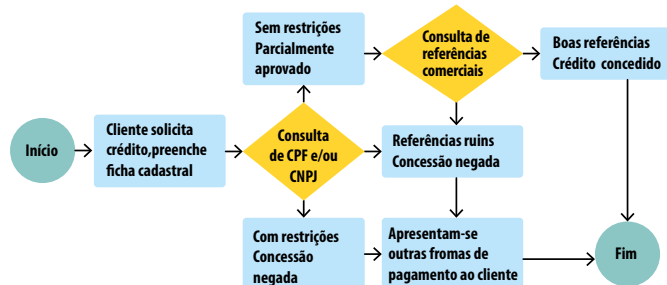 Início
Cliente solicita
crédito,preenche
ficha cadastral
Consulta
de CPF e/ou
CNPJ
Sem restrições
Parcialmente
aprovado
Consulta de
referências
comerciais
Boas referências
Crédito concedido
Referências ruins
Concessão negada
Com restrições
Concessão
negada
Apresentam-se
outras fromas de
pagamento ao cliente
Fim